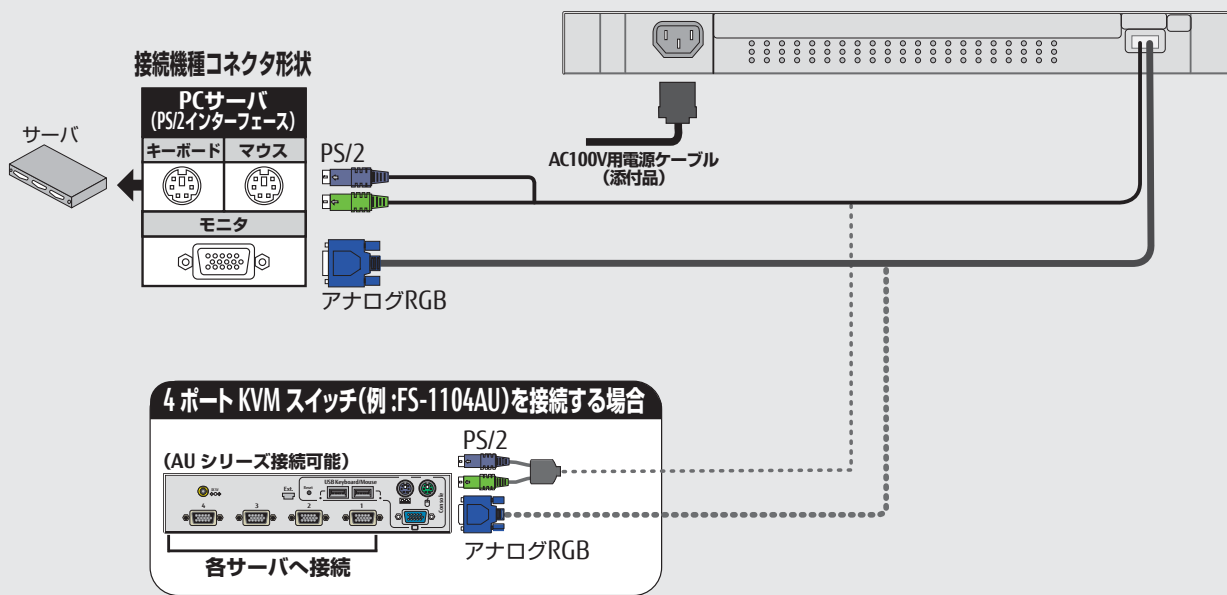 接続機種コネクタ形状
PCサーバ
(PS/2インターフェース)
サーバ
キーボード マウス
モニタ
PS/2
アナログRGB
AC100V用電源ケーブル
(添付品)
4 ポート KVM スイッチ(例:FS-1104AU)を接続する場合
(AU シリーズ接続可能)
PS/2
USB Keyboard/Mouse
Ext.
Reset
4 3 2 1
Console
各サーバへ接続
アナログRGB